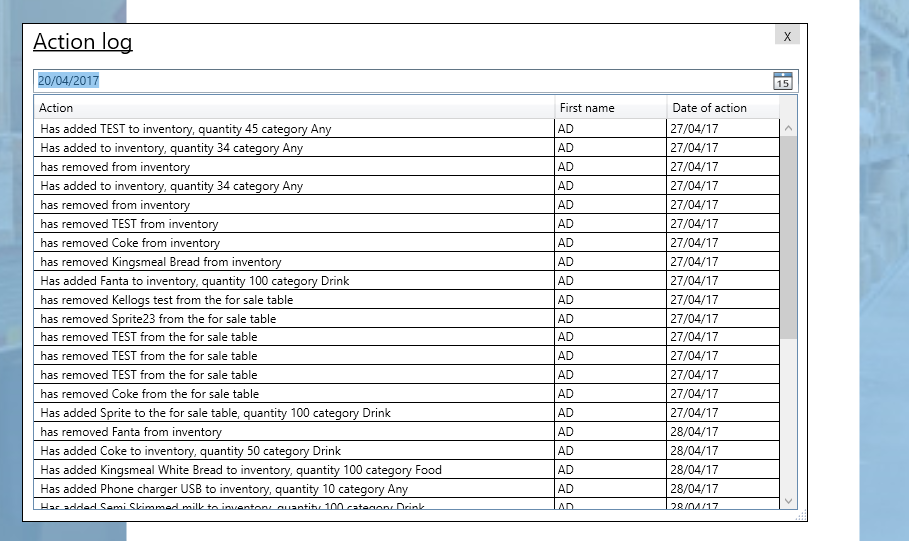 Action log
X
20/04/2017
15
Action First name Date of action
Has added TEST to inventory, quantity 45 category Any AD 27/04/17
Has added to inventory, quantity 34 category Any AD 27/04/17
has removed from inventory AD 27/04/17
Has added to inventory, quantity 34 category Any AD 27/04/17
has removed from inventory AD 27/04/17
has removed TEST from inventory AD 27/04/17
has removed Coke from inventory AD 27/04/17
has removed Kingsmeal Bread from inventory AD 27/04/17
Has added Fanta to inventory, quantity 100 category Drink AD 27/04/17
has removed Kellogs test from the for sale table AD 27/04/17
has removed Sprite23 from the for sale table AD 27/04/17
has removed TEST from the for sale table AD 27/04/17
has removed TEST from the for sale table AD 27/04/17
has removed TEST from the for sale table AD 27/04/17
has removed Coke from the for sale table AD 27/04/17
Has added Sprite to the for sale table, quantity 100 category Drink AD 27/04/17
has removed Fanta from inventory AD 28/04/17
Has added Coke to inventory, quantity 50 category Drink AD 28/04/17
Has added Kingsmeal White Bread to inventory, quantity 100 category Food AD 28/04/17
Has added Phone charger USB to inventory, quantity 10 category Any AD 28/04/17
Has added Semi Skimmed milk to inventory, quantity 100 category Drink AD 28/04/17